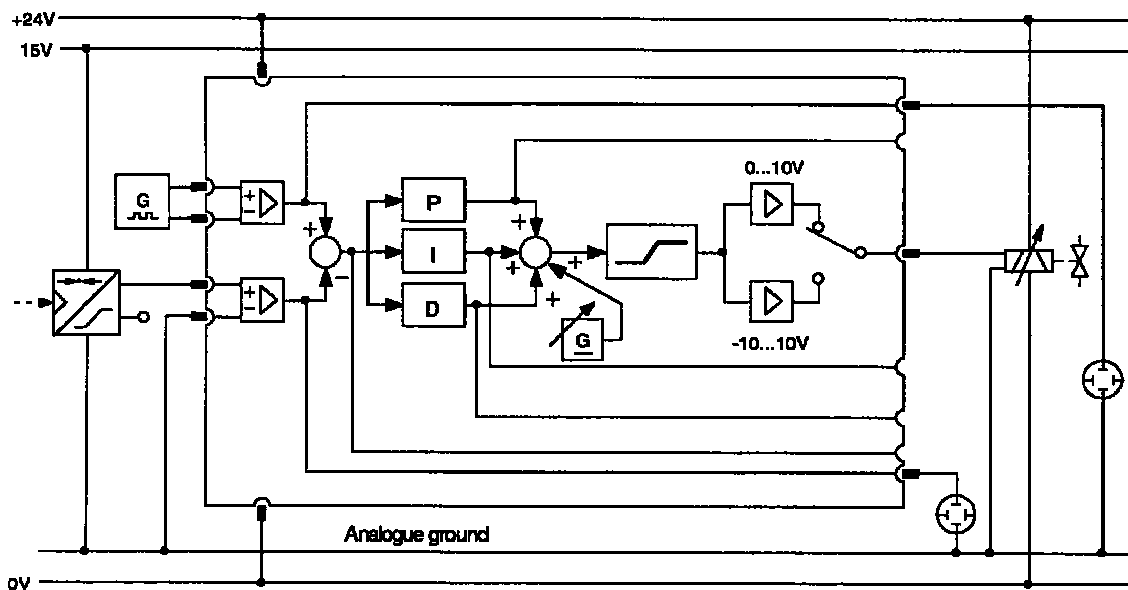 +24V
15V
0...10V
G
+
−
P
+
+
−
I
+
+
+
−
D
+
G
-10...10V
Analogue ground
0V